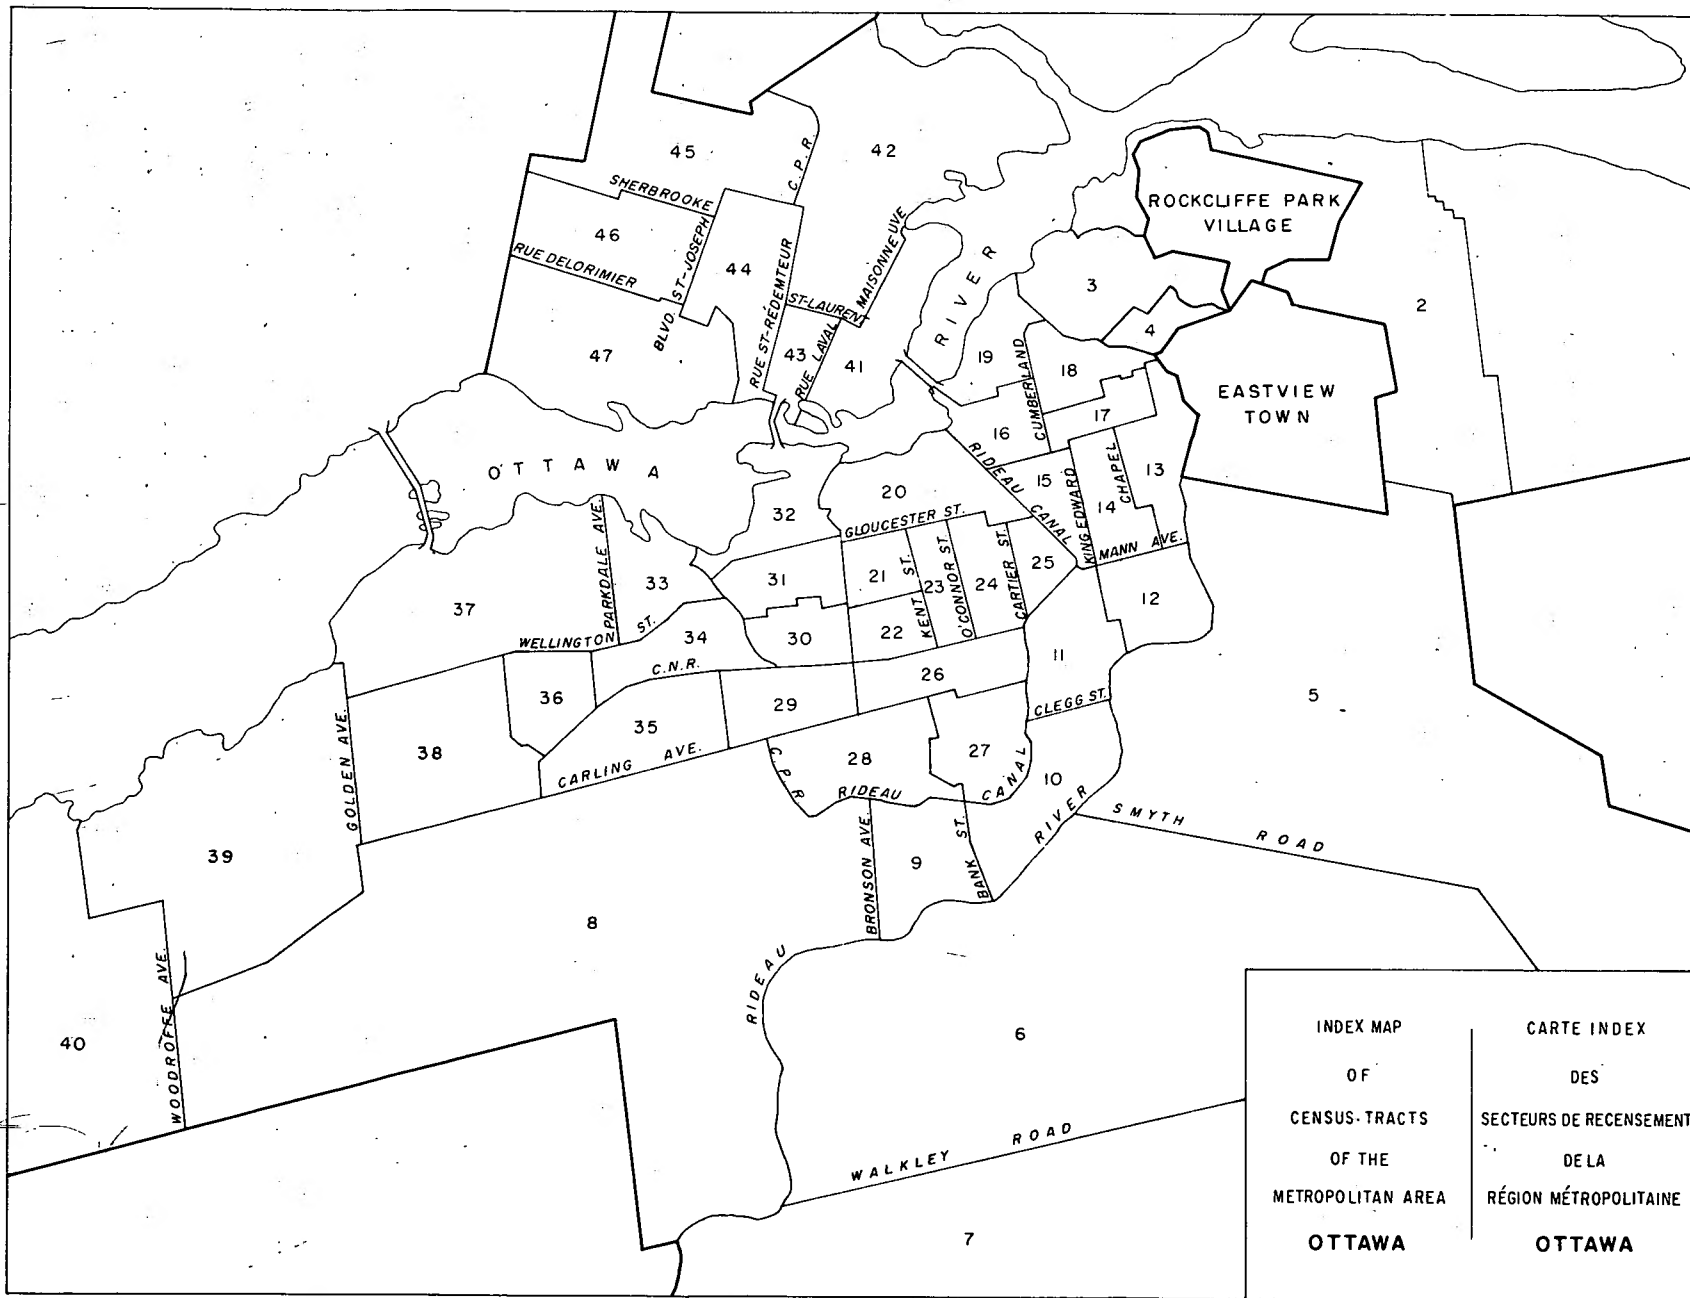 45
42
C. P. R.
SHERBROOKE
46
RUE DELORIMIER
BLVD. ST-JOSEPH
44
RUE ST-RÉDEMTEUR
ST-LAURENT
MAISONNEUVE
47
43
RUE LAVAL
41
RIVER
ROCKCLIFFE PARK
VILLAGE
3
4
2
19
CUMBERLAND
18
EASTVIEW
TOWN
16
17
OTTAWA
RIDEAU CANAL
15
KING EDWARD
14
CHAPEL
13
MANN AVE.
20
GLOUCESTER ST.
32
PARKDALE AVE.
33
31
21
KENT ST.
23
O'CONNOR ST.
24
CARTIER ST.
25
12
37
WELLINGTON ST.
34
30
22
11
C.N.R.
26
36
35
29
CLEGG ST.
5
GOLDEN AVE.
38
CARLING AVE.
C. P. R.
28
27
RIDEAU CANAL
10
RIVER
SMYTH ROAD
39
BRONSON AVE.
9
BANK ST.
8
RIDEAU
6
40
WOODROFFE AVE.
WALKLEY ROAD
7
INDEX MAP
OF
CENSUS TRACTS
OF THE
METROPOLITAN AREA
OTTAWA
CARTE INDEX
DES
SECTEURS DE RECENSEMENT
DE LA
RÉGION MÉTROPOLITAINE
OTTAWA